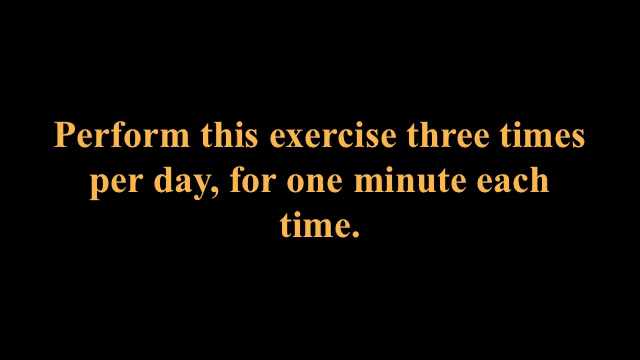 Perform this exercise three times
per day, for one minute each
time.